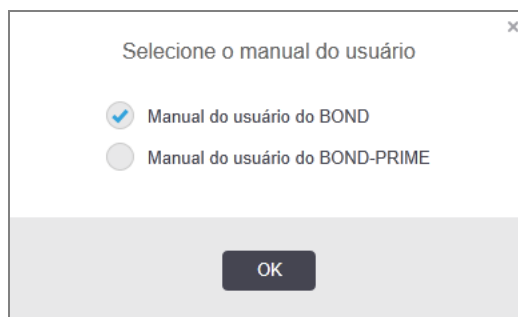 Selecione o manual do usuário
Manual do usuário do BOND
Manual do usuário do BOND-PRIME
OK